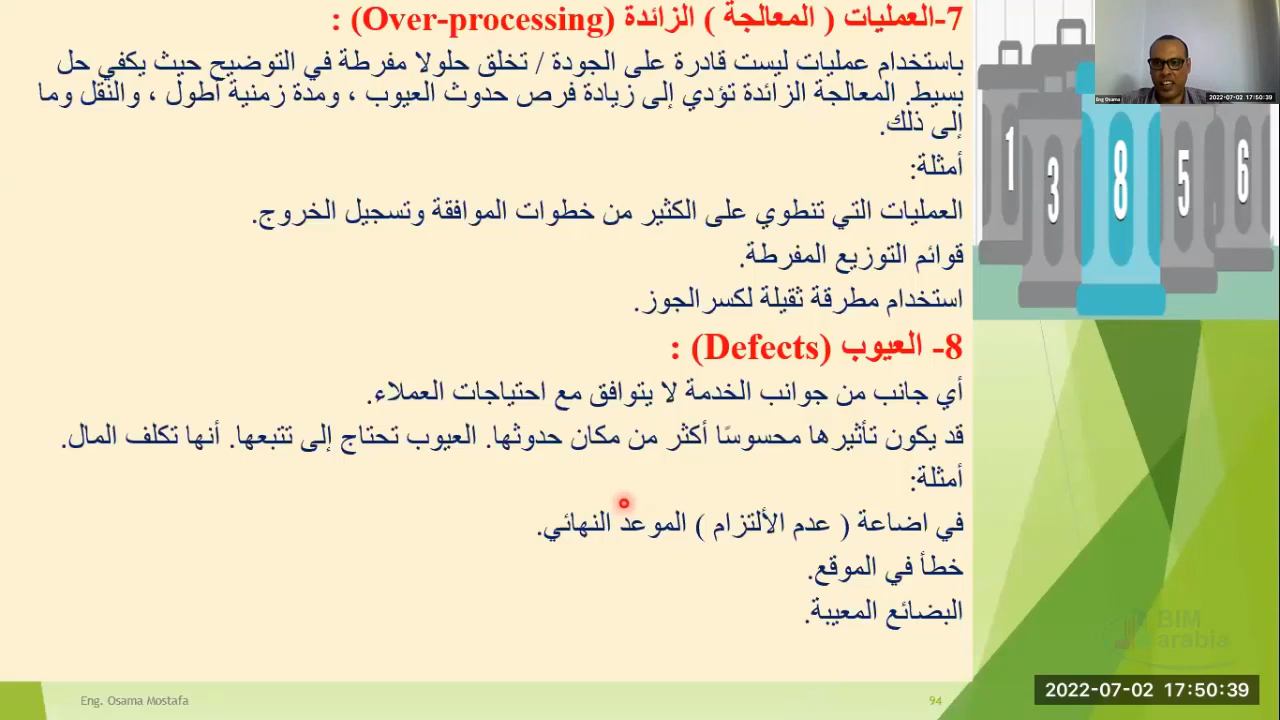 7-العمليات ( المعالجة ) الزائدة (Over-processing) :
باستخدام عمليات ليست قادرة على الجودة / تخلق حلولا مفرطة في التوضيح حيث يكفي حل
بسيط. المعالجة الزائدة تؤدي إلى زيادة فرص حدوث العيوب ، ومدة زمنية أطول ، والنقل وما
إلى ذلك.
أمثلة:
العمليات التي تنطوي على الكثير من خطوات الموافقة وتسجيل الخروج.
قوائم التوزيع المفرطة.
استخدام مطرقة ثقيلة لكسرالجوز.
8- العيوب (Defects) :
أي جانب من جوانب الخدمة لا يتوافق مع احتياجات العملاء.
قد يكون تأثيرها محسوسًا أكثر من مكان حدوثها. العيوب تحتاج إلى تتبعها. أنها تكلف المال.
أمثلة:
في اضاعة ( عدم الألتزام ) الموعد النهائي.
خطأ في الموقع.
البضائع المعيبة.
Eng. Osama Mostafa
94
Eng Osama
2022-07-02 17:50:39
1
3
8
5
6
BIM
arabia
2022-07-02 17:50:39